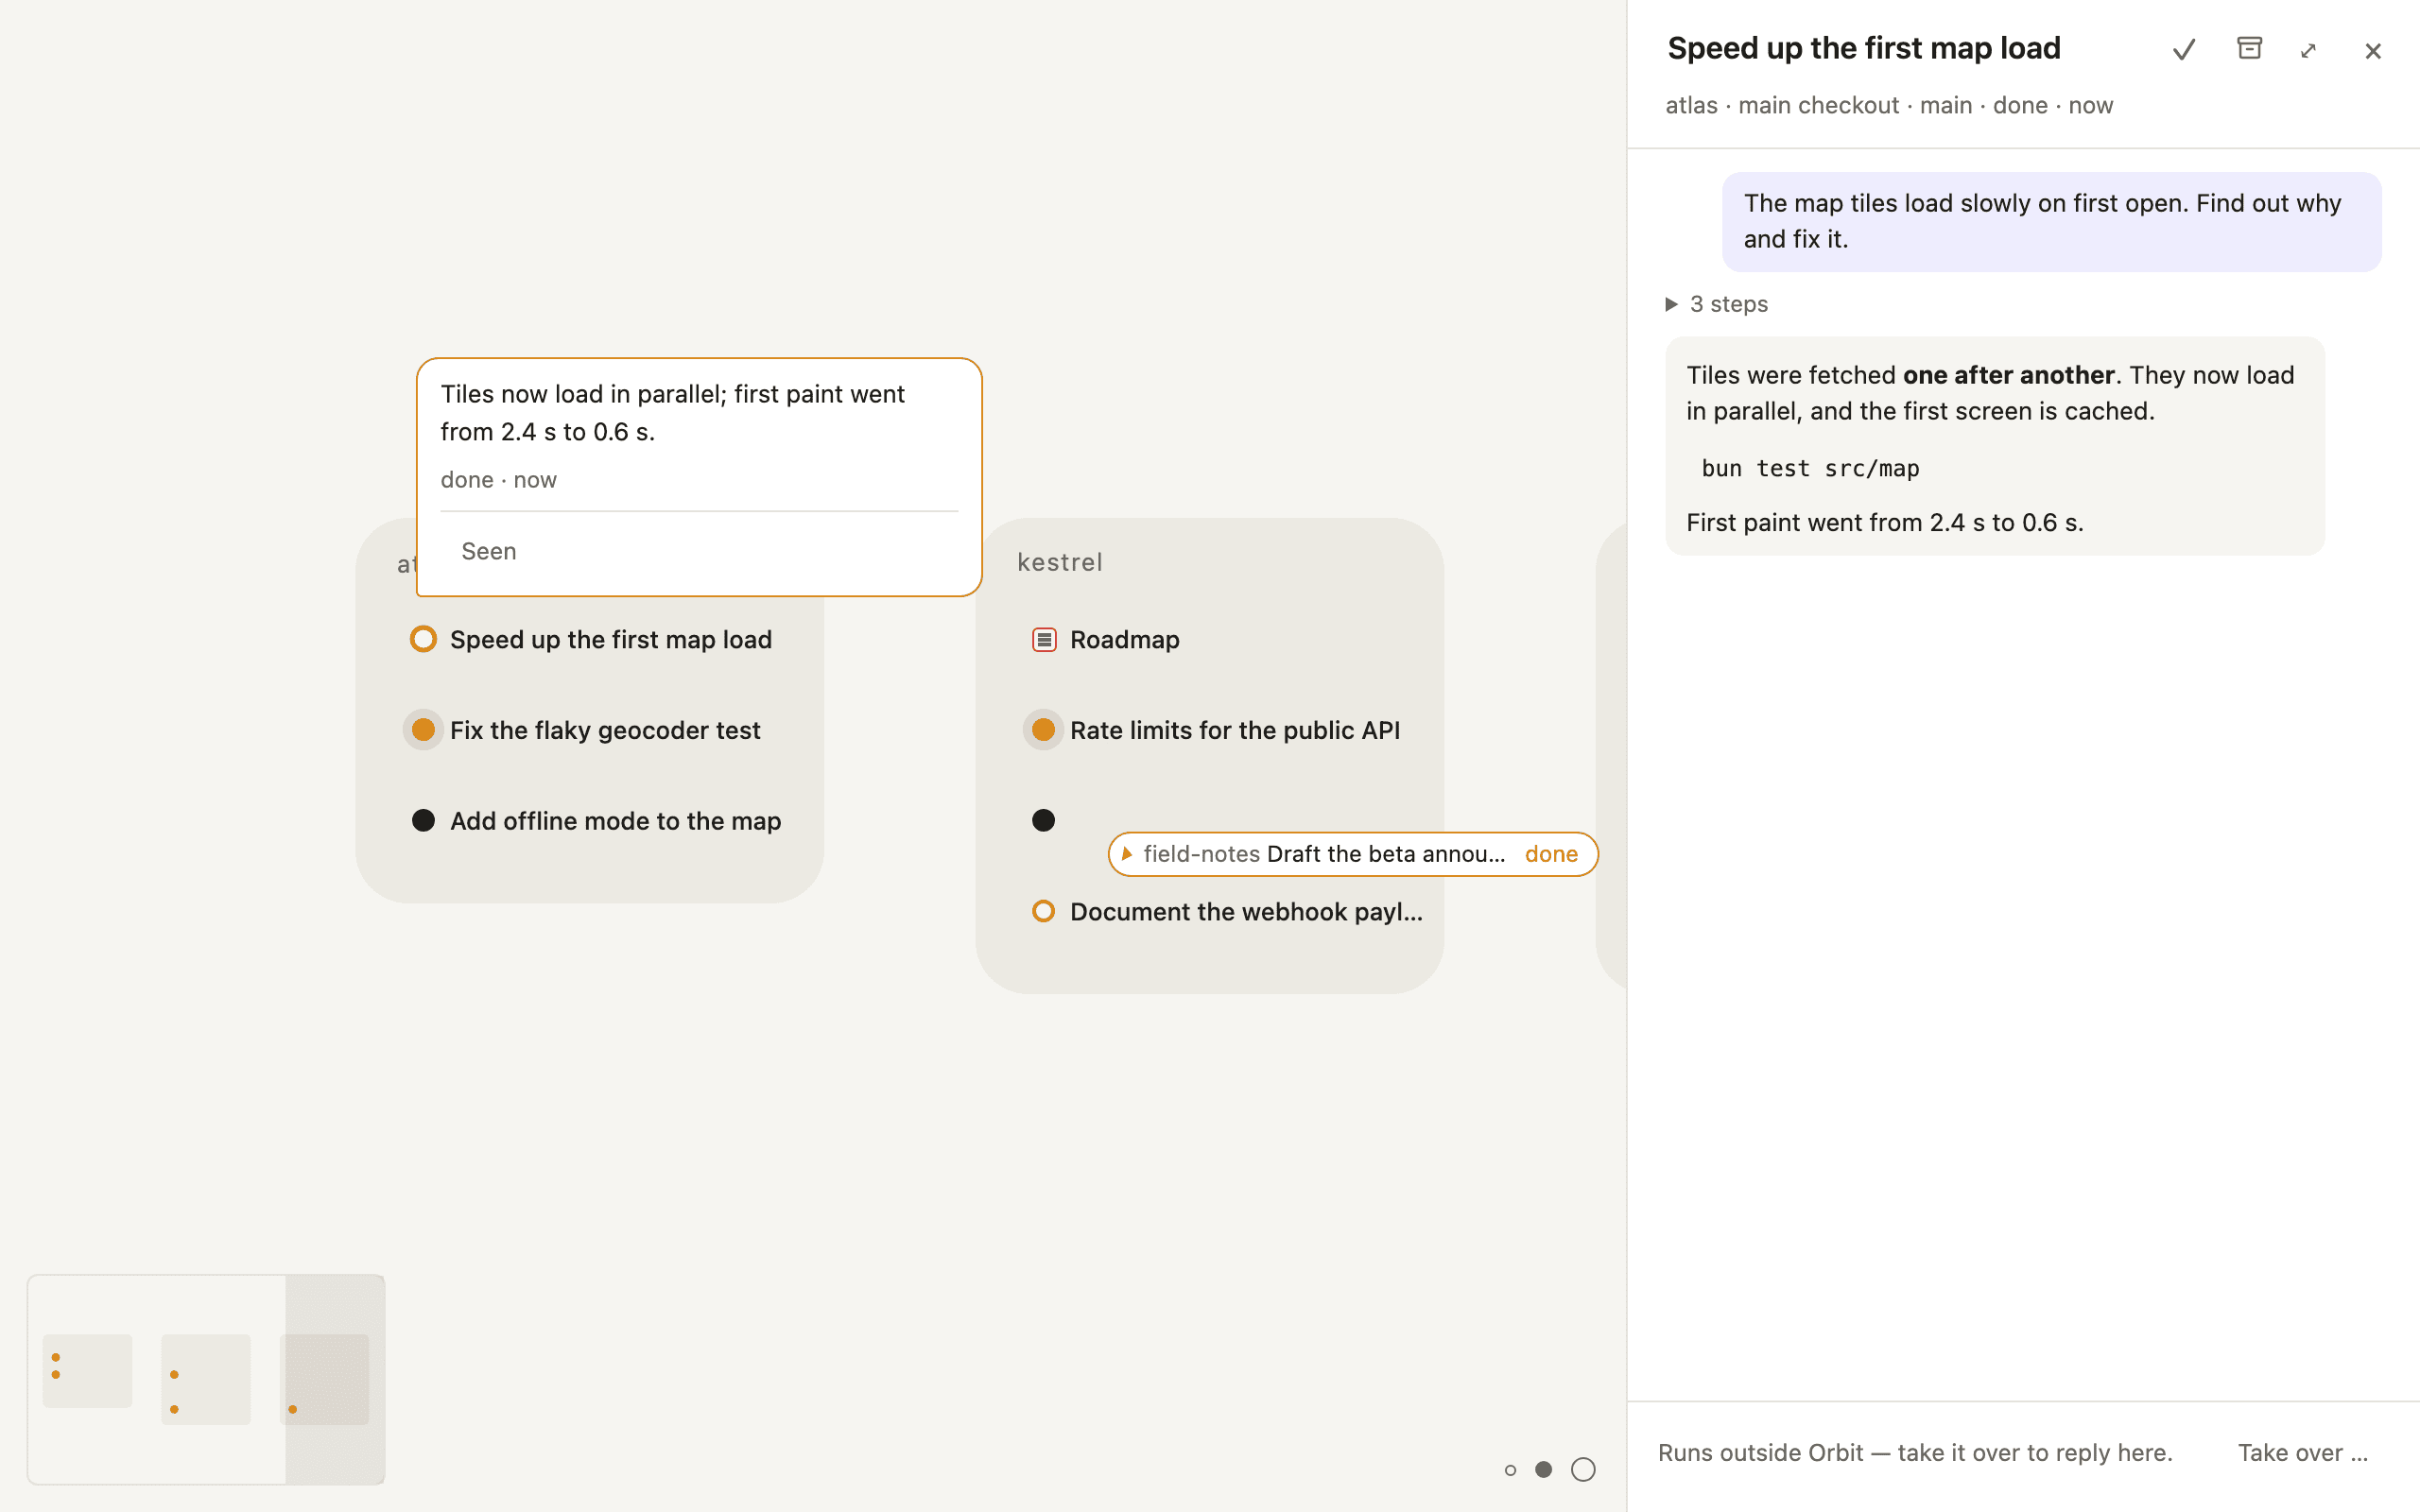 Tiles now load in parallel; first paint went
from 2.4 s to 0.6 s.
done · now
Seen
Speed up the first map load
Fix the flaky geocoder test
Add offline mode to the map
kestrel
Roadmap
Rate limits for the public API
field-notes Draft the beta annou... done
Document the webhook payl...
Speed up the first map load
atlas · main checkout · main · done · now
The map tiles load slowly on first open. Find out why
and fix it.
3 steps
Tiles were fetched one after another. They now load
in parallel, and the first screen is cached.
bun test src/map
First paint went from 2.4 s to 0.6 s.
Runs outside Orbit — take it over to reply here.
Take over ...